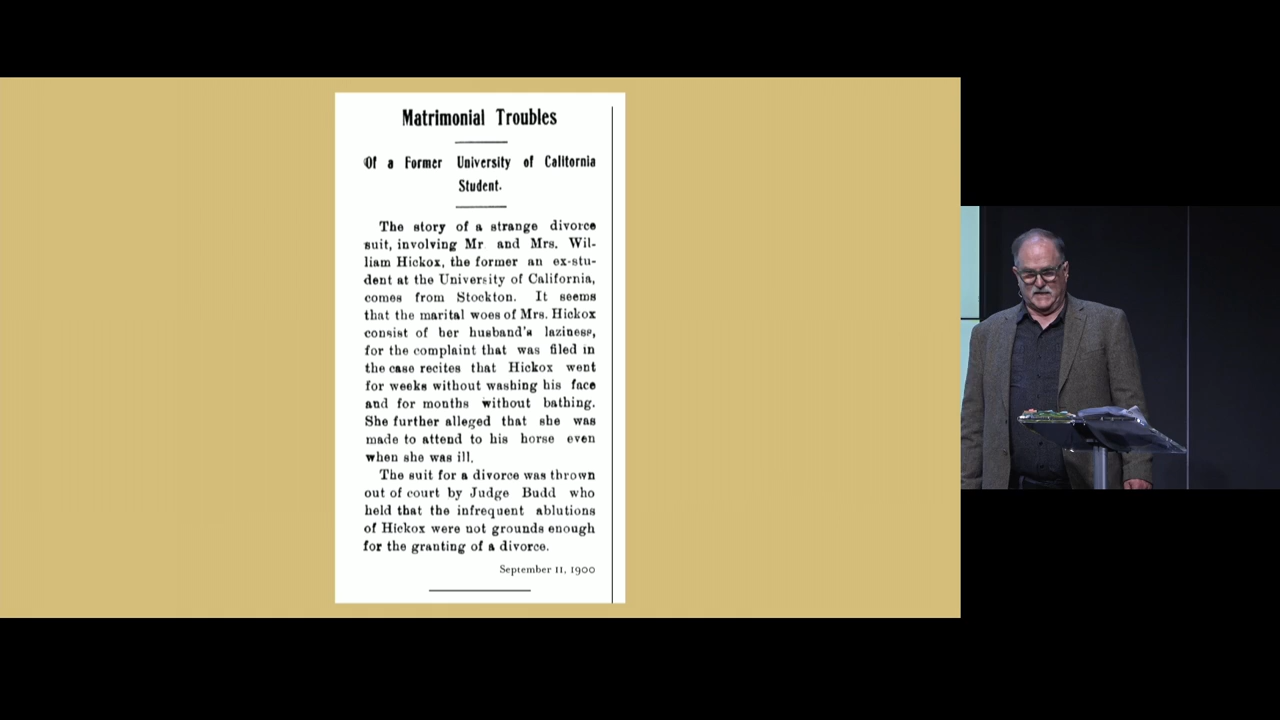 Matrimonial Troubles
Of a Former University of Calitornia
Student.
The story of a strange divorce
suit, involving Mr and Mrs. Wil-
liam Hickox, the former an ex-stu-
dent at the University of California,
comes from Stockton. It seems
that the marital woes of Mrs. Hickox
consist of her husband's laziness,
for the complaint that was filed in
the case recites that Hickox went
for weeks without washing his face
and for months without bathing.
She further alleged that she was
made to attend to his horse even
when she was ill.
The suit for a divorce was thrown
out of court by Judge Budd who
held that the infrequent ablutions
of Hickox were not grounds enough
for the granting of a divorce.
September 11, 1900